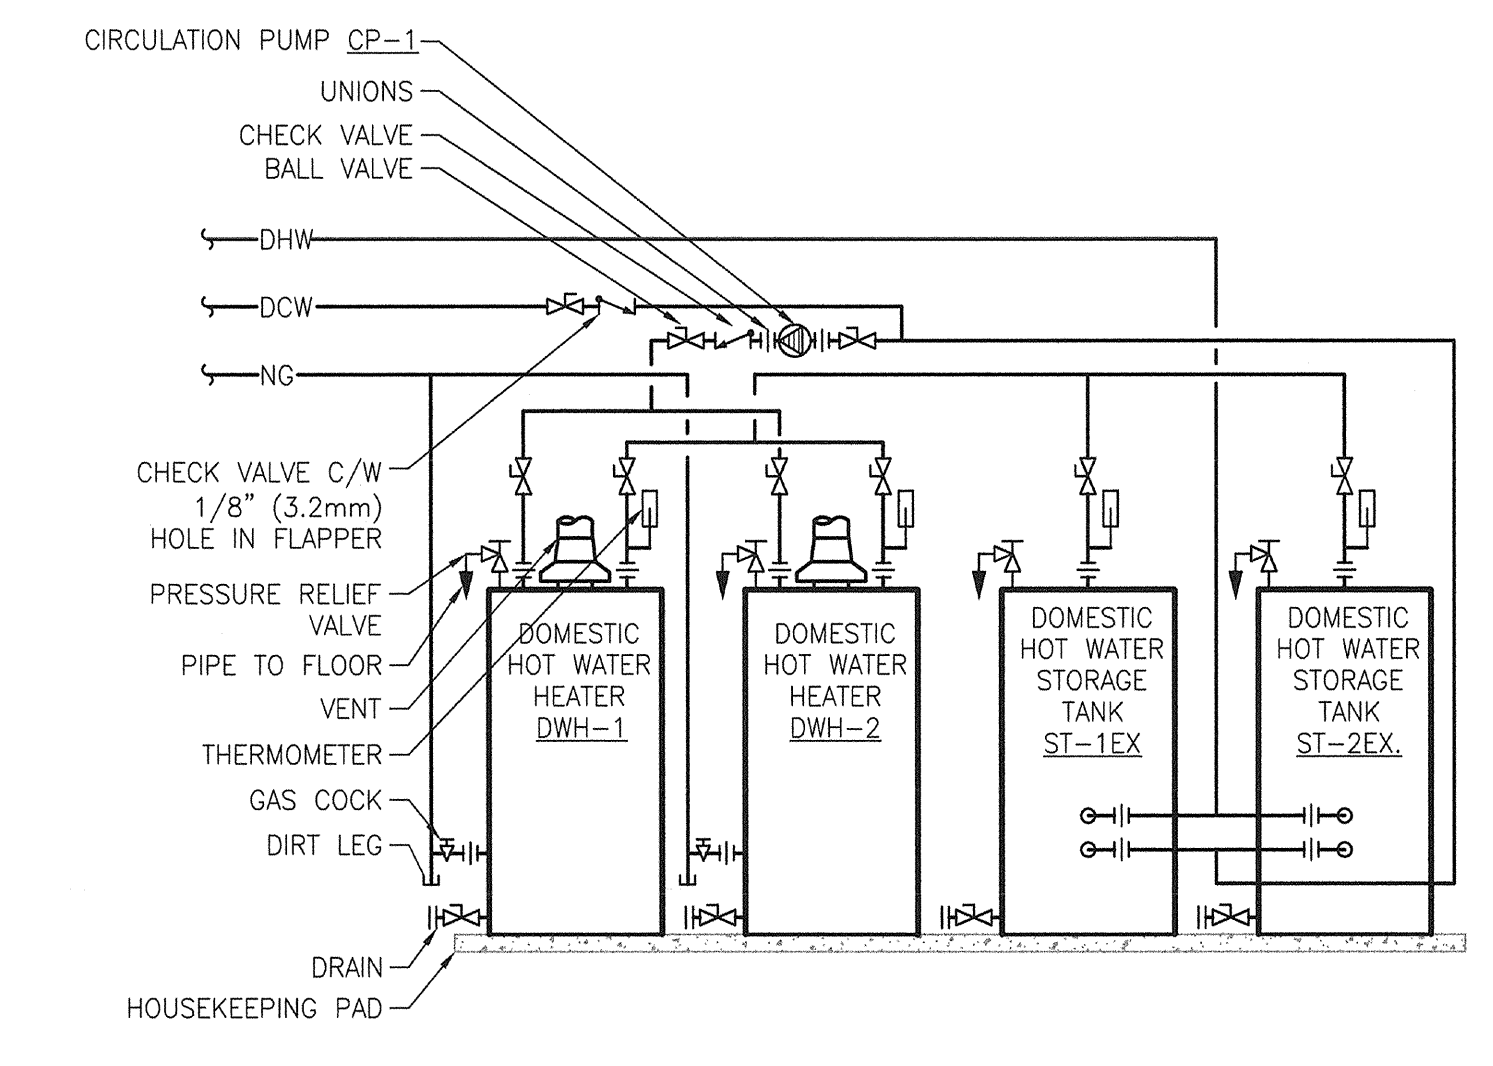 CIRCULATION PUMP CP-1
UNIONS
CHECK VALVE
BALL VALVE
DHW
DCW
NG
CHECK VALVE C/W
1/8" (3.2mm)
HOLE IN FLAPPER
PRESSURE RELIEF
VALVE
PIPE TO FLOOR
VENT
THERMOMETER
GAS COCK
DIRT LEG
DRAIN
HOUSEKEEPING PAD
DOMESTIC
HOT WATER
HEATER
DWH-1
DOMESTIC
HOT WATER
HEATER
DWH-2
DOMESTIC
HOT WATER
STORAGE
TANK
ST-1EX
DOMESTIC
HOT WATER
STORAGE
TANK
ST-2EX.